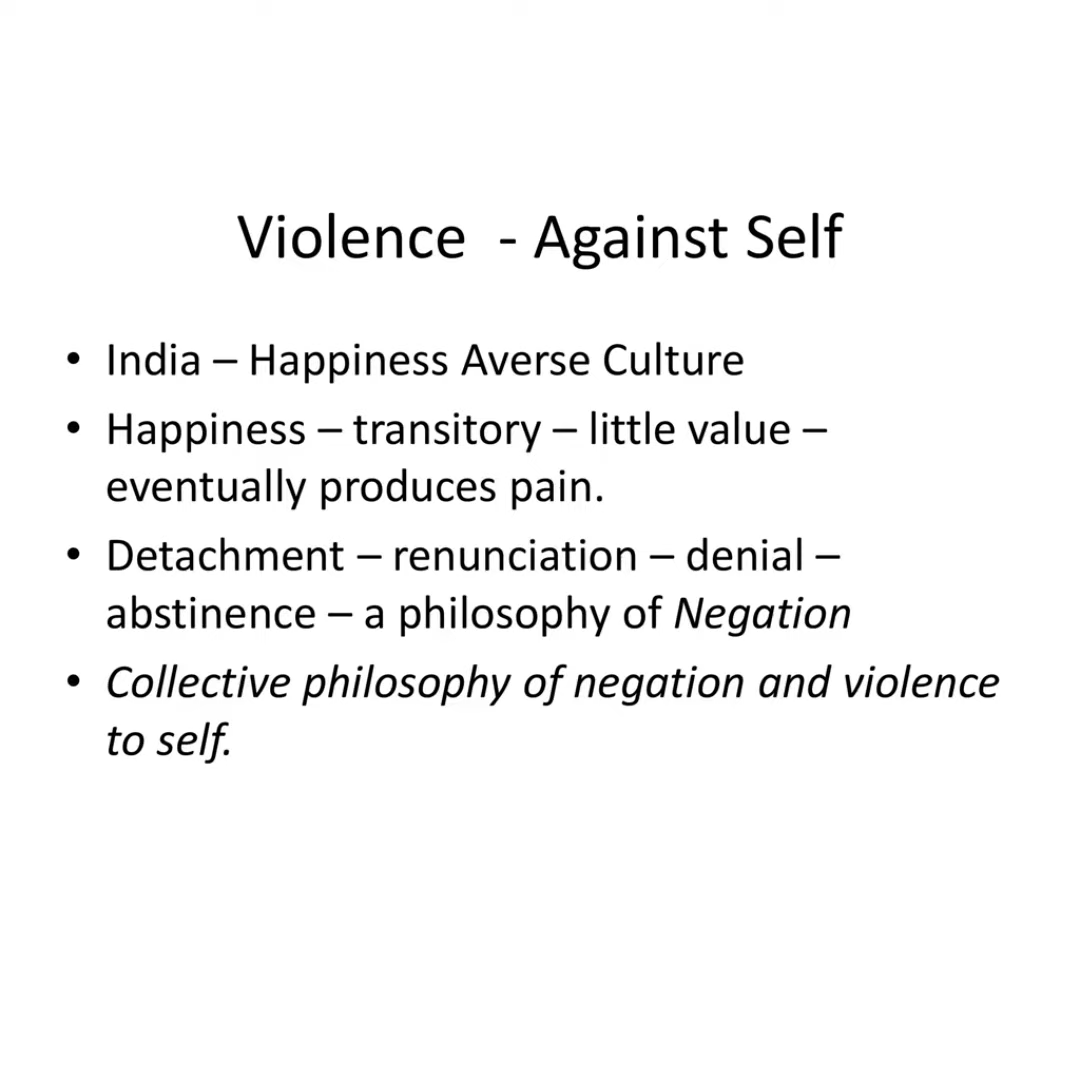 Violence  - Against Self
• India – Happiness Averse Culture
• Happiness – transitory – little value –
eventually produces pain.
• Detachment – renunciation – denial –
abstinence – a philosophy of Negation
• Collective philosophy of negation and violence
to self.